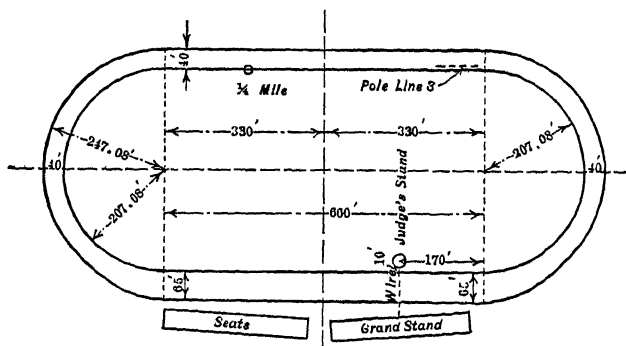 40'
¼ Mile
Pole Line 3
330'
330'
247.08'
207.08'
40'
40'
207.08'
660'
Judge's Stand
10'
170'
Wire
65'
Seats
Grand Stand